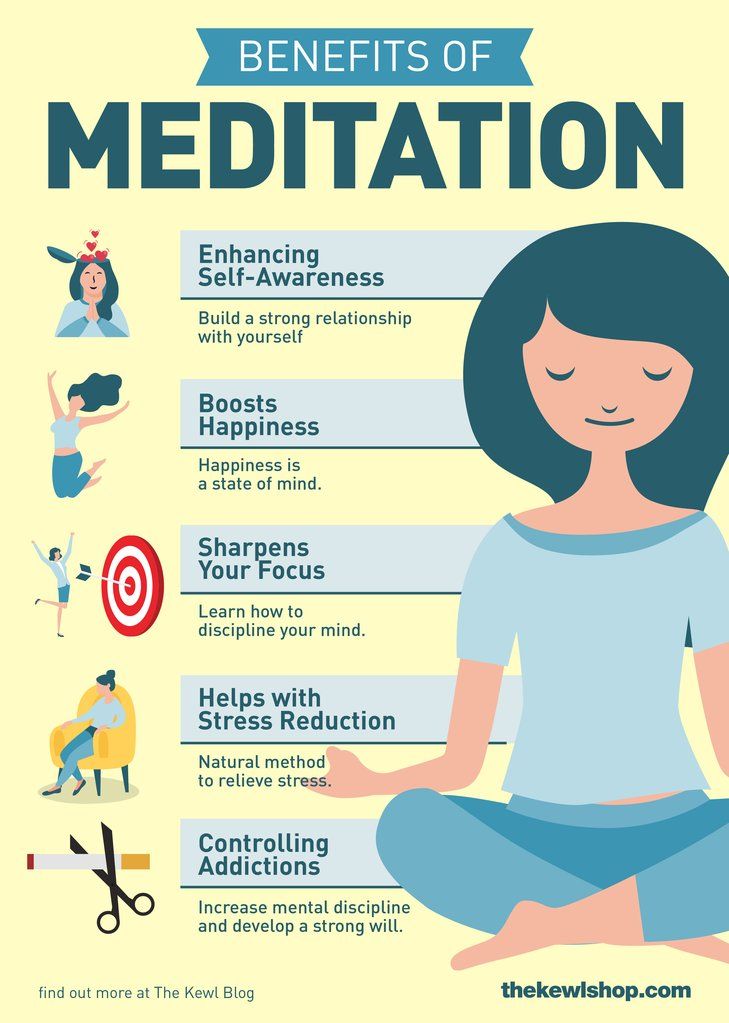 BENEFITS OF
MEDITATION
Enhancing
Self-Awareness
Build a strong relationship
with yourself
Boosts
Happiness
Happiness is
a state of mind.
Sharpens
Your Focus
Learn how to
discipline your mind.
Helps with
Stress Reduction
Natural method
to relieve stress.
Controlling
Addictions
Increase mental discipline
and develop a strong will.
find out more at The Kewl Blog
thekewlshop.com